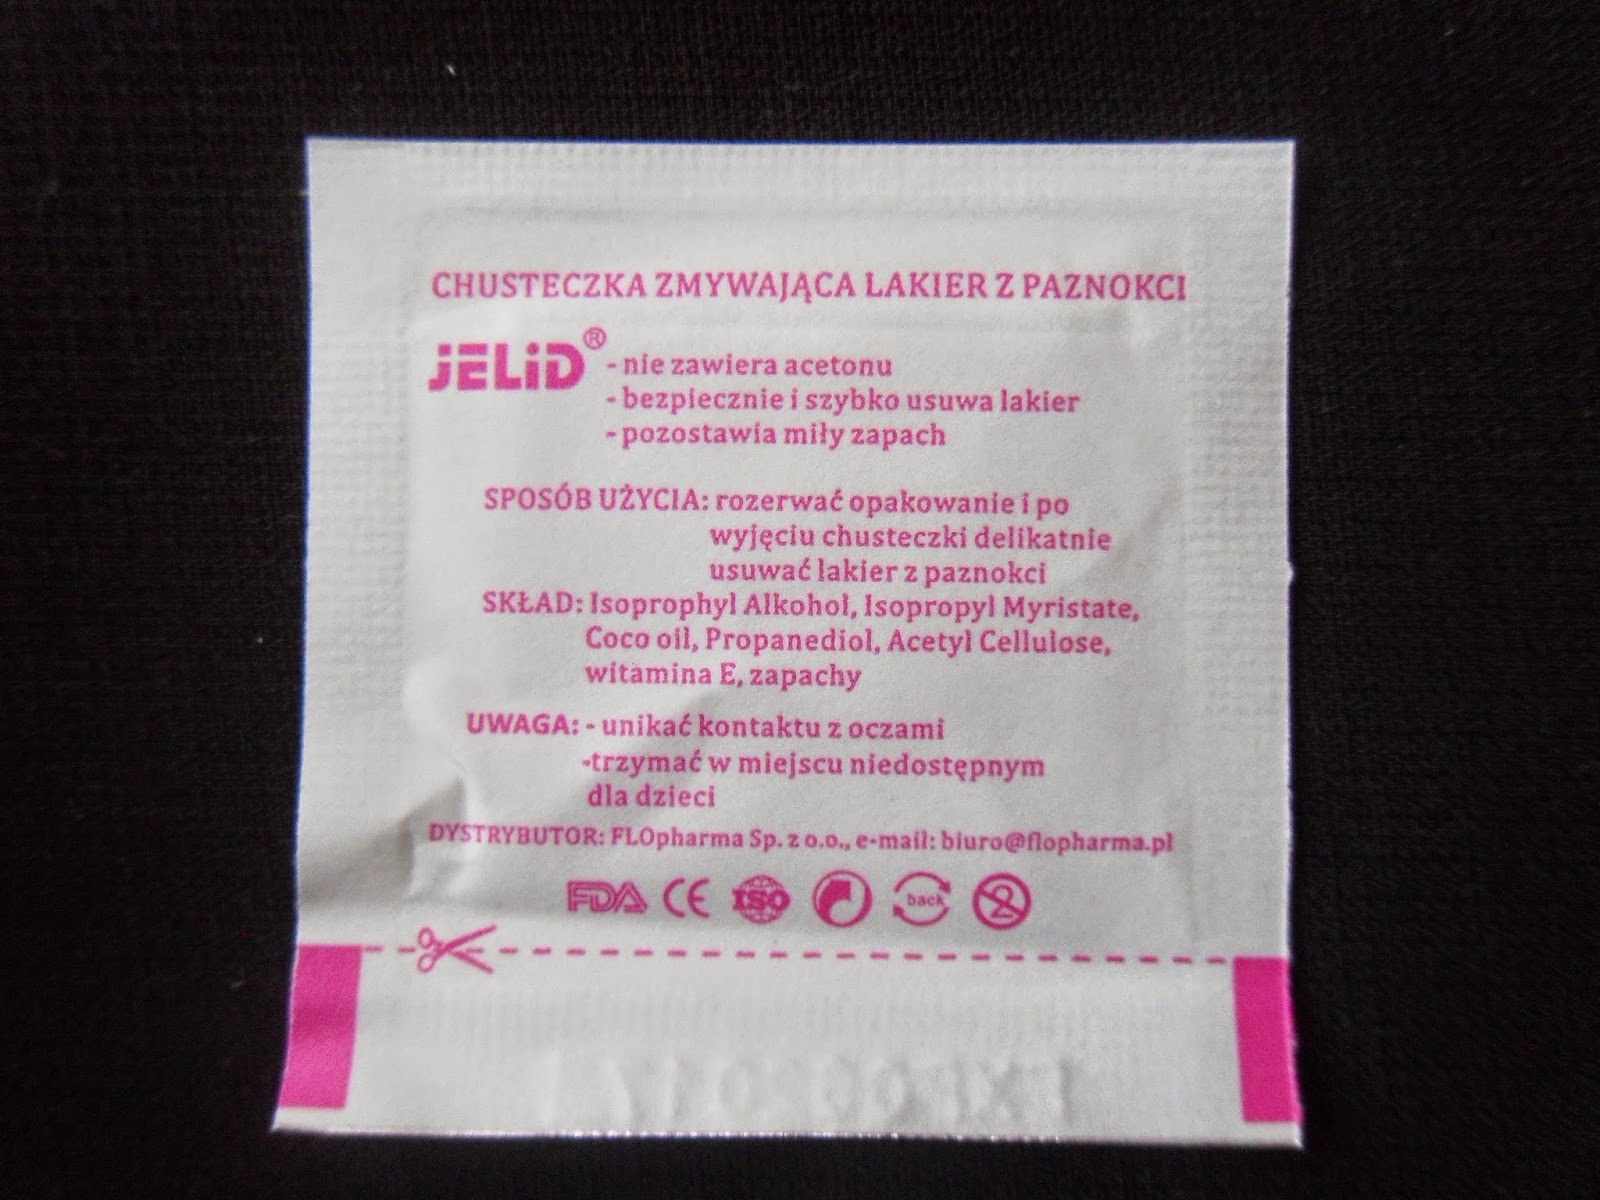 CHUSTECZKA ZMYWAJĄCA LAKIER Z PAZNOKCI
JELiD® - nie zawiera acetonu
- bezpiecznie i szybko usuwa lakier
- pozostawia miły zapach
SPOSÓB UŻYCIA: rozerwać opakowanie i po
wyjęciu chusteczki delikatnie
usuwać lakier z paznokci
SKŁAD: Isoprophyl Alkohol, Isopropyl Myristate,
Coco oil, Propanediol, Acetyl Cellulose,
witamina E, zapachy
UWAGA: - unikać kontaktu z oczami
-trzymać w miejscu niedostępnym
dla dzieci
DYSTRYBUTOR: FLOpharma Sp. z o.o., e-mail: biuro@flopharma.pl
FDA CE ISO back 2